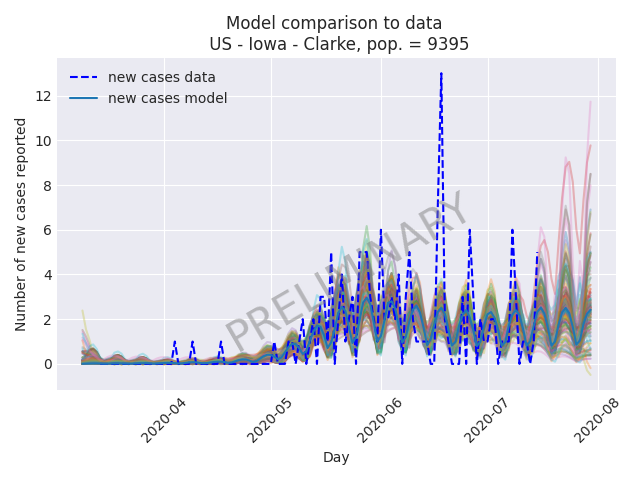 Model comparison to data
US - Iowa - Clarke, pop. = 9395
new cases data
new cases model
Number of new cases reported
12
10
8
6
4
2
0
PRELIMINARY
2020-04
2020-05
2020-06
2020-07
2020-08
Day